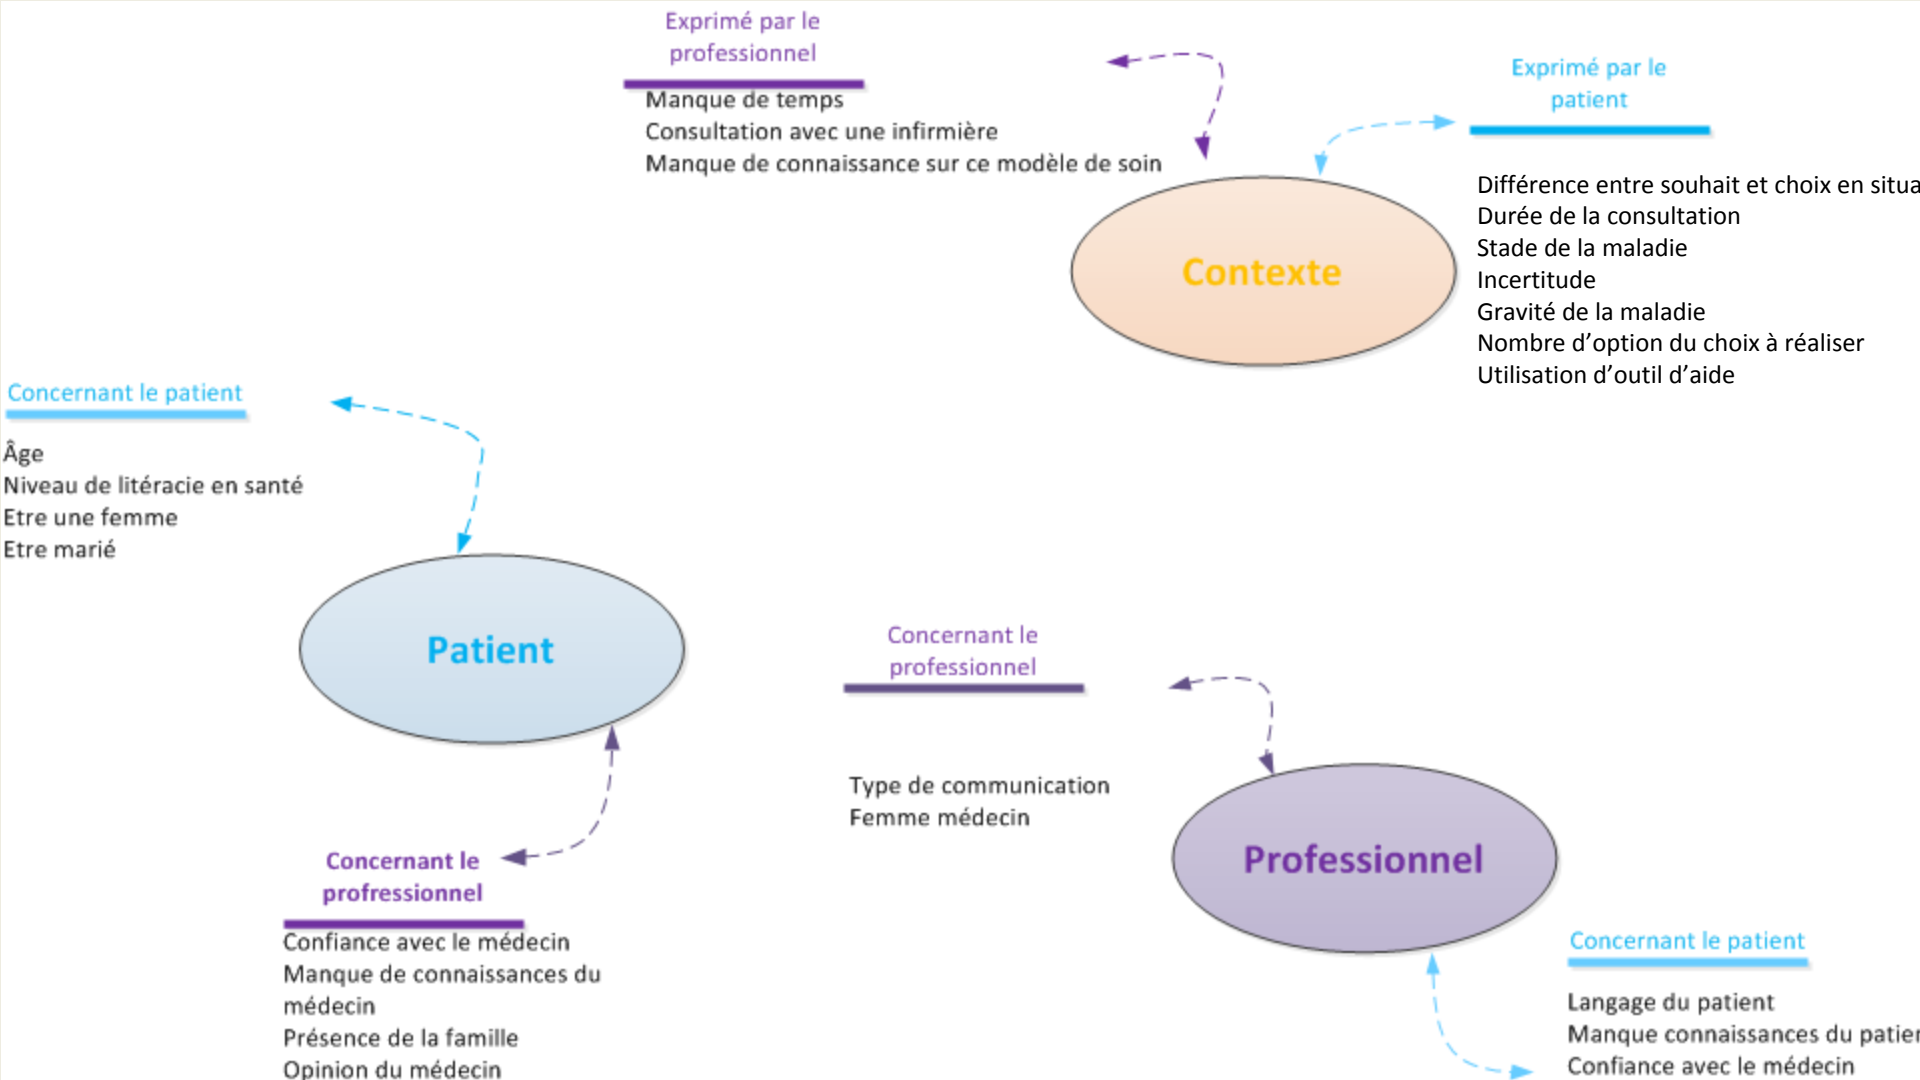 Exprimé par le
professionnel
Manque de temps
Consultation avec une infirmière
Manque de connaissance sur ce modèle de soin
Exprimé par le
patient
Différence entre souhait et choix en situa
Durée de la consultation
Stade de la maladie
Incertitude
Gravité de la maladie
Nombre d’option du choix à réaliser
Utilisation d’outil d’aide
Contexte
Concernant le patient
Âge
Niveau de litéracie en santé
Etre une femme
Etre marié
Patient
Concernant le
profressionnel
Confiance avec le médecin
Manque de connaissances du
médecin
Présence de la famille
Opinion du médecin
Concernant le
professionnel
Type de communication
Femme médecin
Professionnel
Concernant le patient
Langage du patient
Manque connaissances du patien
Confiance avec le médecin